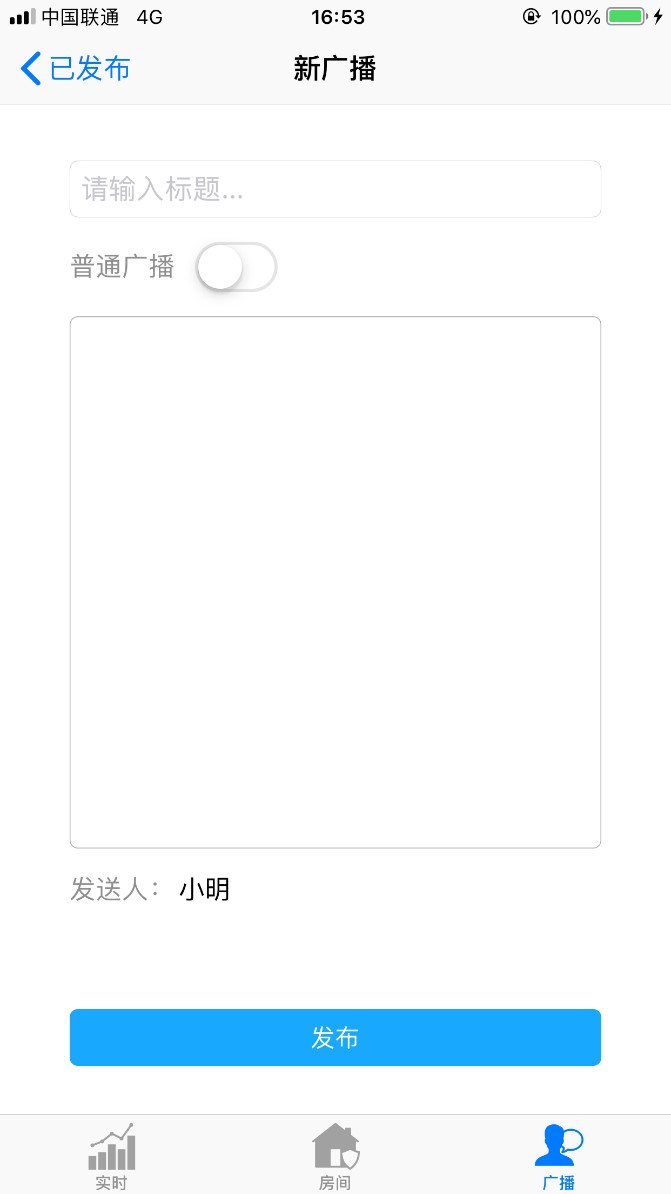 中国联通 4G 16:53 100%
已发布 新广播
请输入标题...
普通广播
发送人： 小明
发布
实时 房间 广播